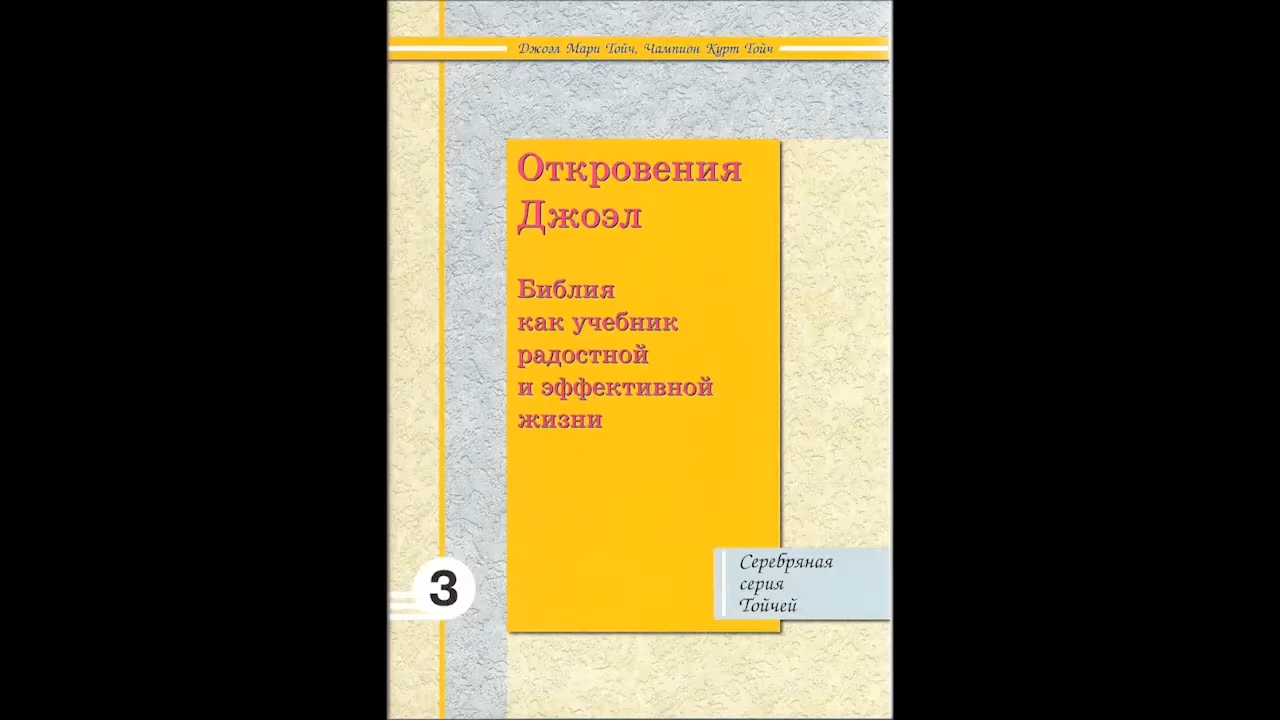 Джоэл Мари Тойч, Чампион Курт Тойч
Откровения
Джоэл
Библия
как учебник
радостной
и эффективной
жизни
Серебряная
серия
Тойчей
3